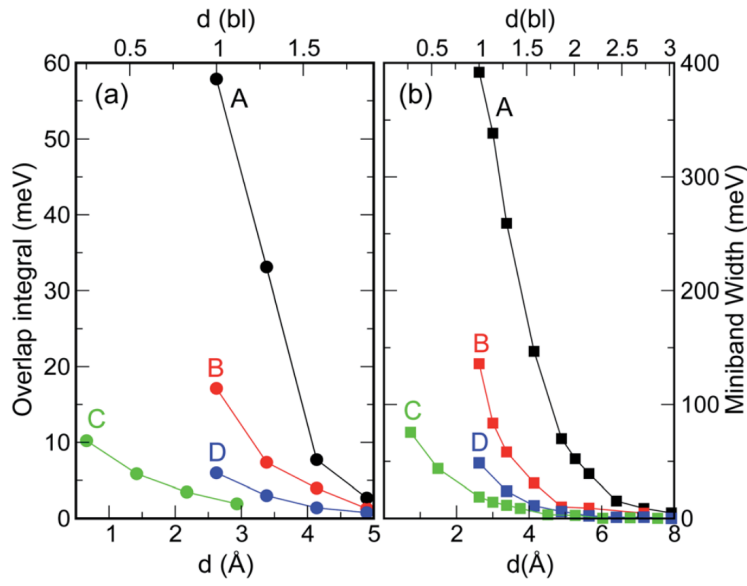 d (bl)
d(bl)
0.5 1 1.5
0.5 1 1.5 2 2.5 3
60
50
40
30
20
10
0
(a)
A
B
C
D
Overlap integral (meV)
1 2 3 4 5
d (Å)
(b)
A
B
C
D
400
300
200
100
0
Miniband Width (meV)
2 4 6 8
d(Å)